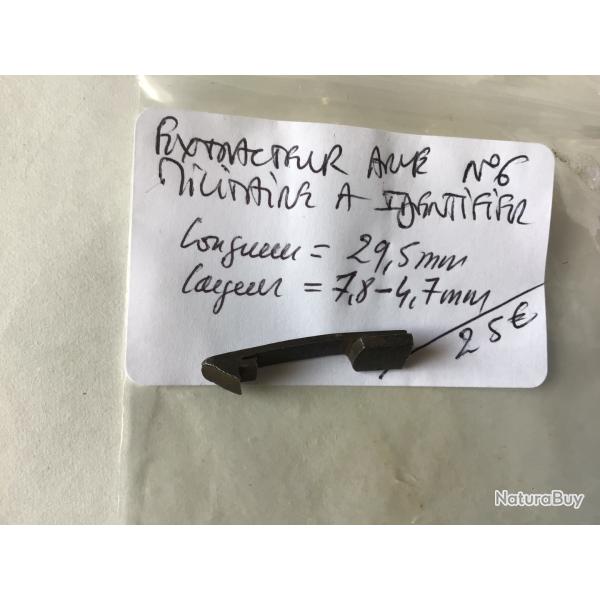 EXTRACTEUR ARME N°6
MILITAIRE A IDENTIFIER
Longueur = 29,5mm
Largeur = 7,8-4,7mm
25€
NaturaBuy